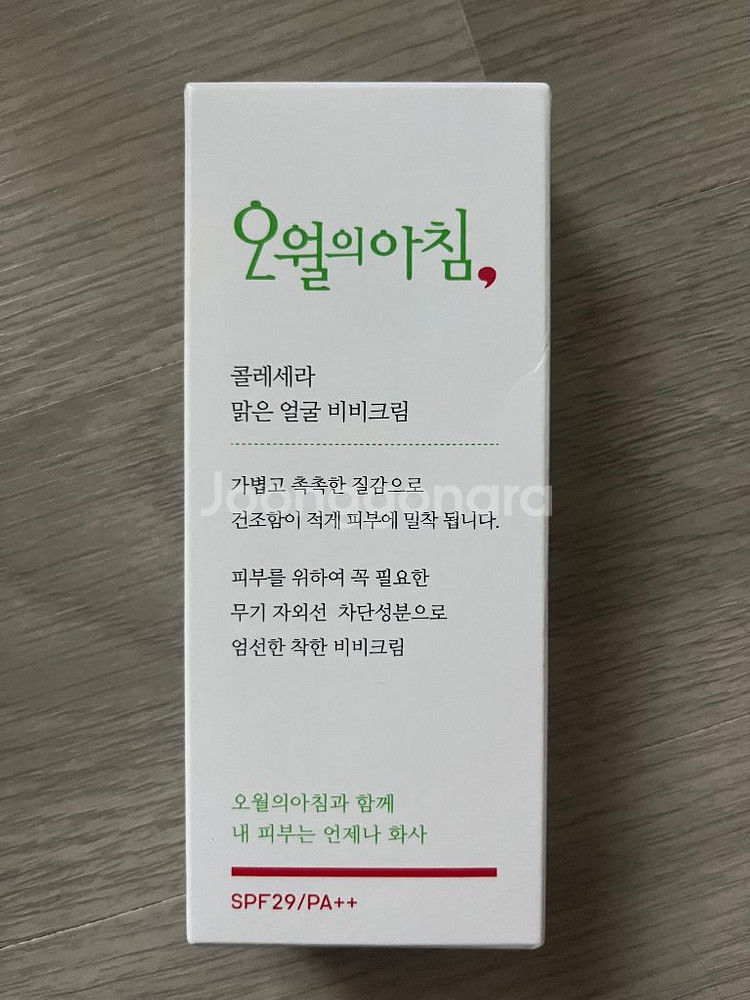 오월의아침,
콜레세라
맑은 얼굴 비비크림
가볍고 촉촉한 질감으로
Joonggonara
건조함이 적게 피부에 밀착 됩니다.
피부를 위하여 꼭 필요한
무기 자외선 차단성분으로
엄선한 착한 비비크림
오월의아침과 함께
내 피부는 언제나 화사
SPF29/PA++